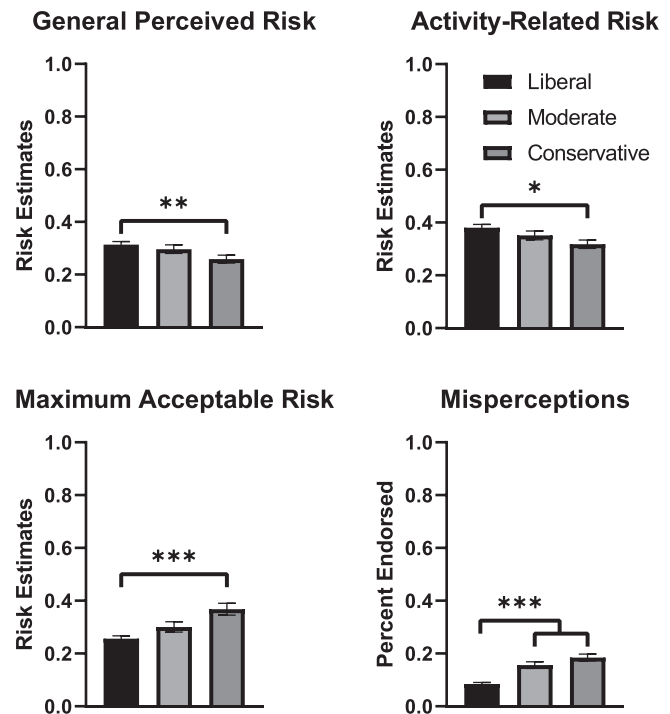 General Perceived Risk
Risk Estimates
1.0
0.8
0.6
0.4
0.2
0.0
**
Activity-Related Risk
Risk Estimates
1.0
0.8
0.6
0.4
0.2
0.0
Liberal
Moderate
Conservative
*
Maximum Acceptable Risk
Risk Estimates
1.0
0.8
0.6
0.4
0.2
0.0
***
Misperceptions
Percent Endorsed
1.0
0.8
0.6
0.4
0.2
0.0
***